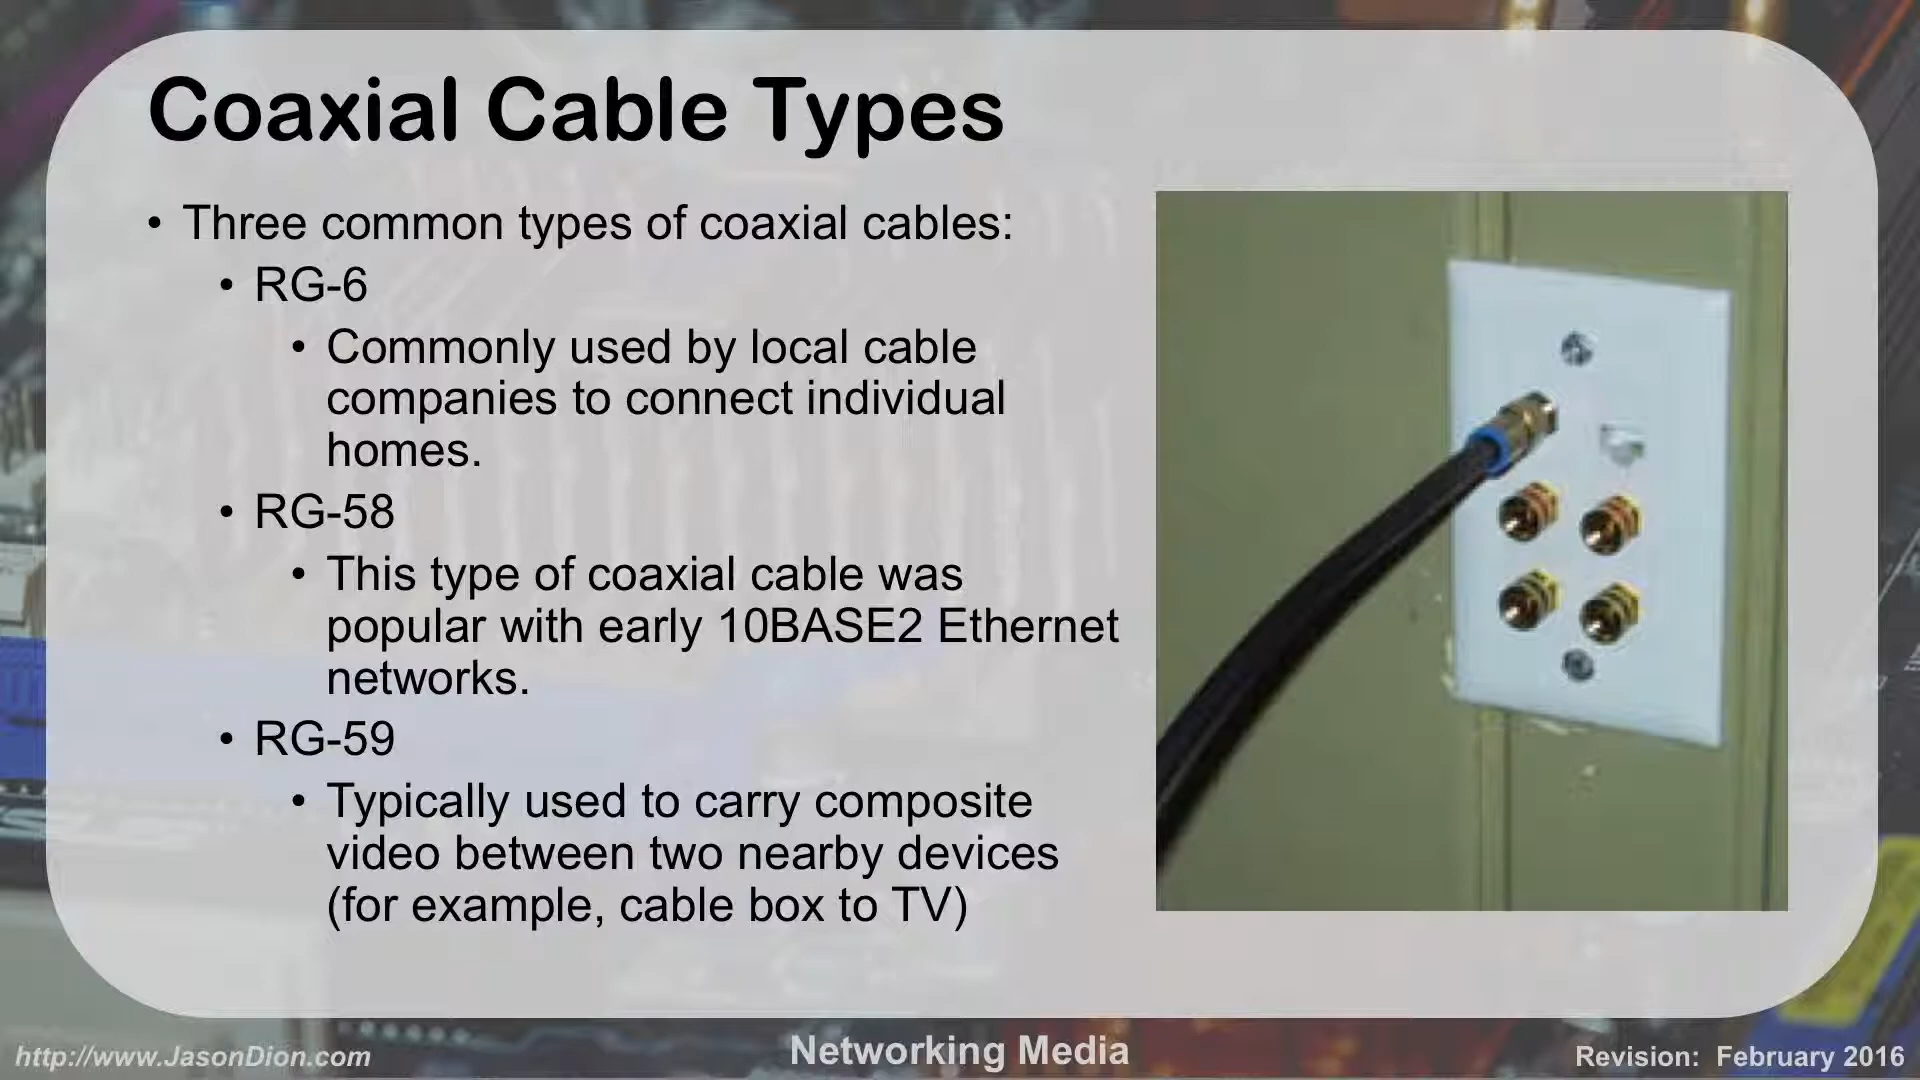 Coaxial Cable Types
• Three common types of coaxial cables:
• RG-6
• Commonly used by local cable
companies to connect individual
homes.
• RG-58
• This type of coaxial cable was
popular with early 10BASE2 Ethernet
networks.
• RG-59
• Typically used to carry composite
video between two nearby devices
(for example, cable box to TV)
http://www.JasonDion.com
Networking Media
Revision: February 2016